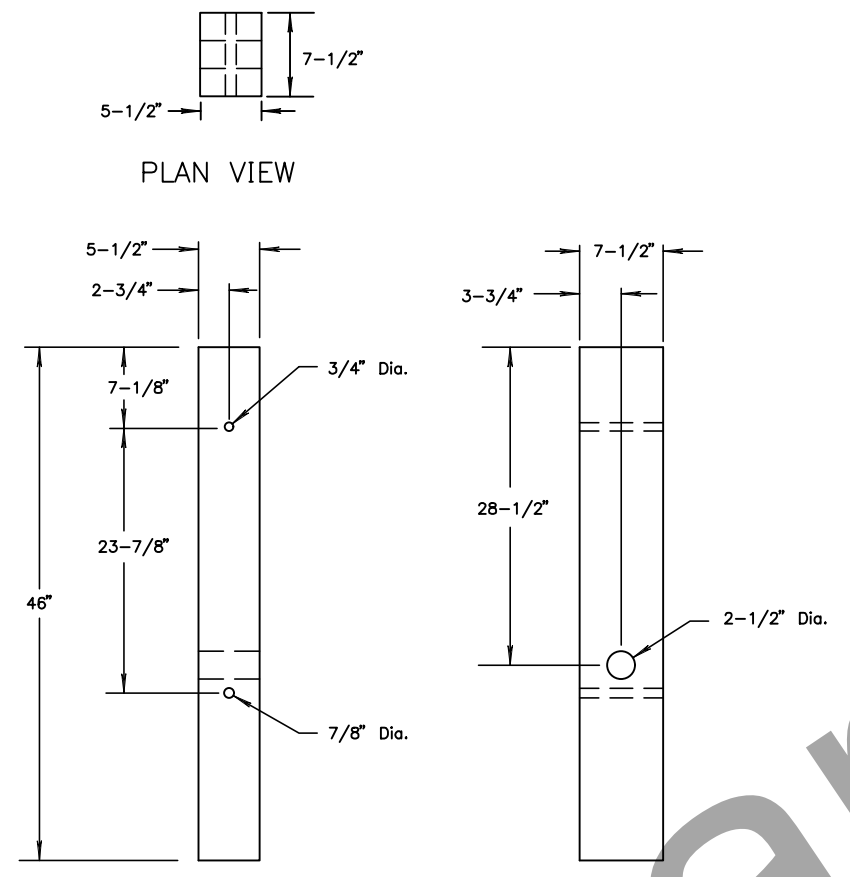 7-1/2"
5-1/2"
PLAN VIEW
5-1/2"
7-1/2"
2-3/4"
3-3/4"
3/4" Dia.
7-1/8"
28-1/2"
23-7/8"
46"
2-1/2" Dia.
7/8" Dia.